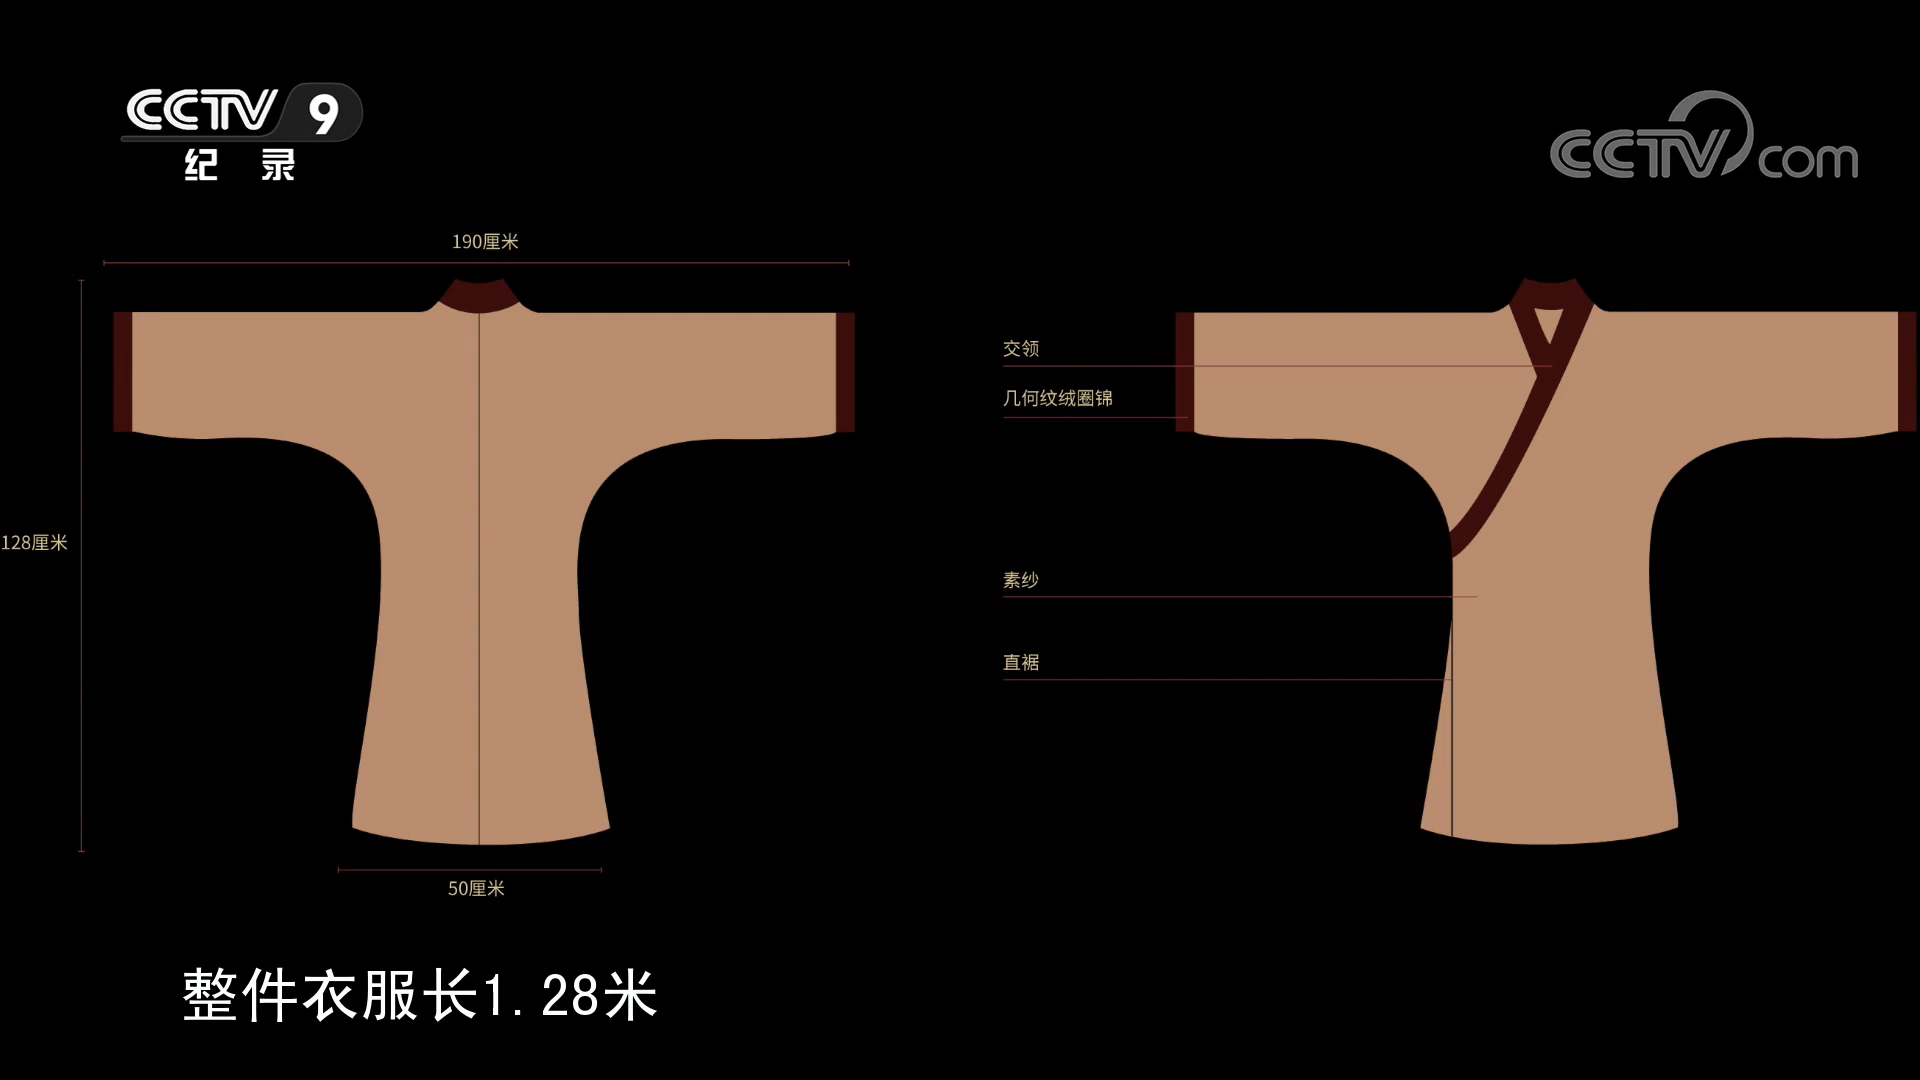 CCTV 9
纪 录
CCTV com
190厘米
128厘米
50厘米
交领
几何纹绒圈锦
素纱
直裾
整件衣服长1.28米